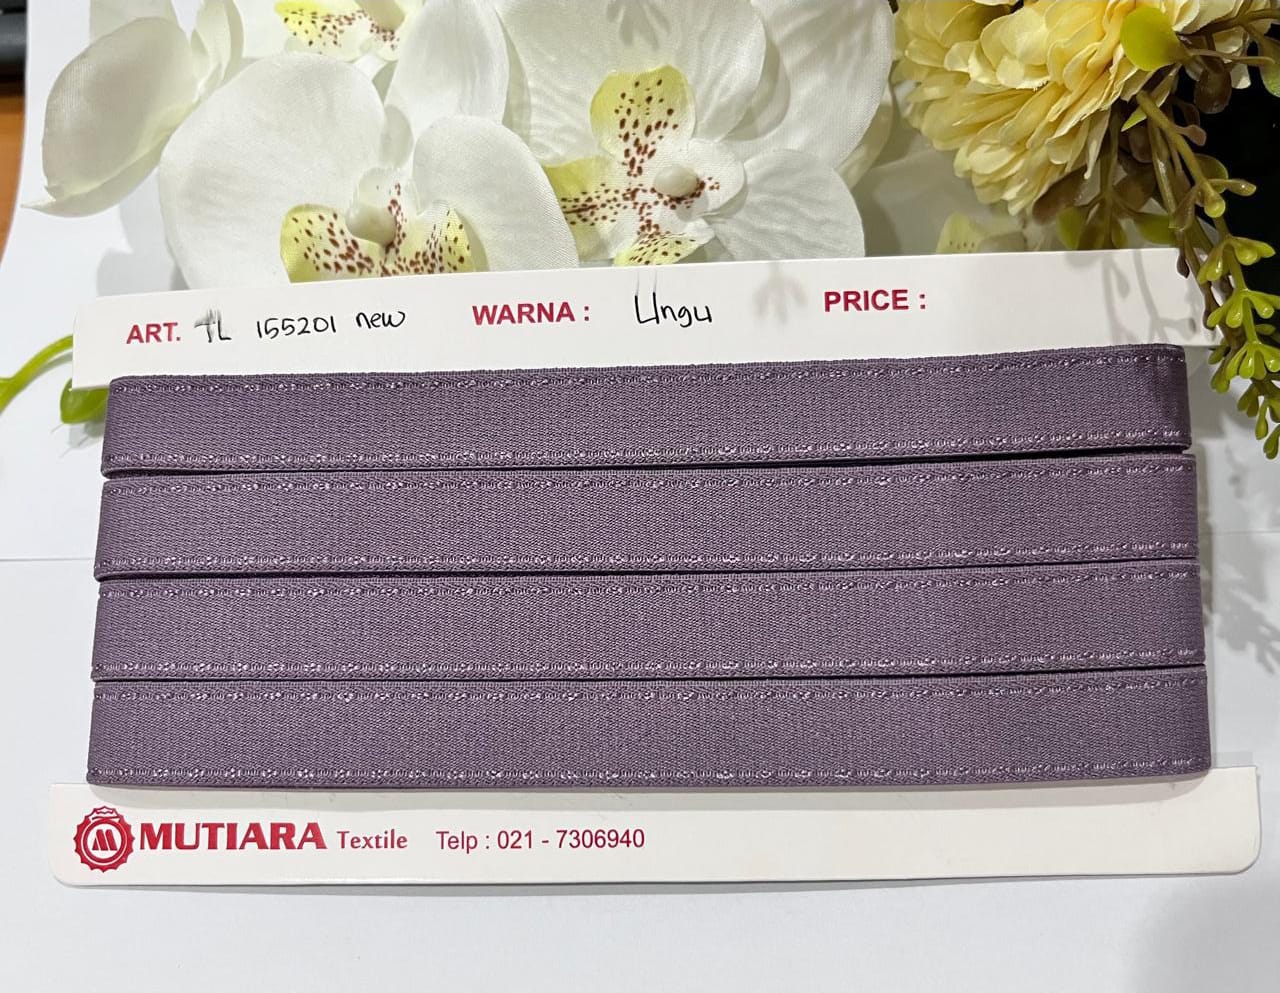 ART. TL 155201 new WARNA : Ungu PRICE :
MUTIARA Textile Telp : 021 - 7306940